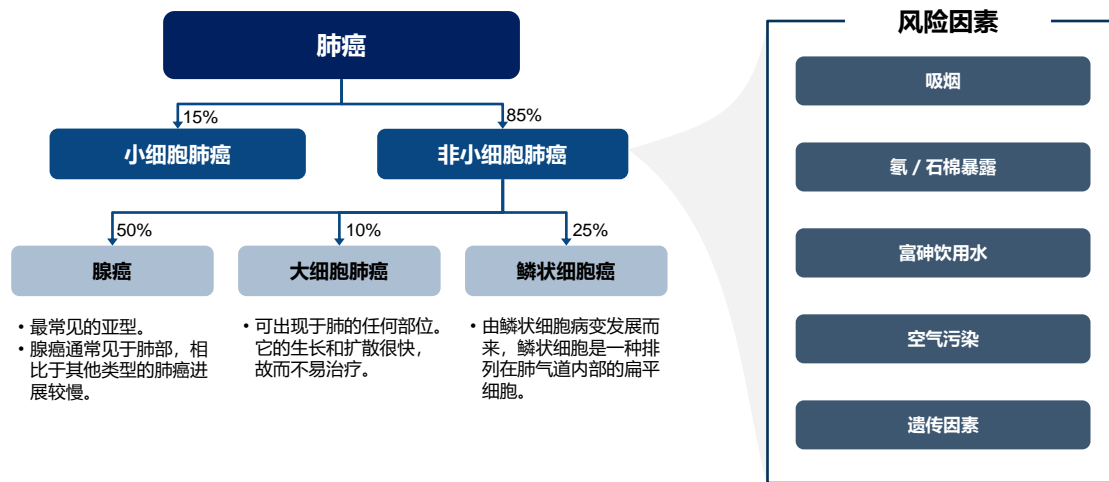 肺癌
15%
85%
小细胞肺癌
非小细胞肺癌
50%
10%
25%
腺癌
大细胞肺癌
鳞状细胞癌
• 最常见的亚型。
• 腺癌通常见于肺部，相
比于其他类型的肺癌进
展较慢。
• 可出现于肺的任何部位。
它的生长和扩散很快，
故而不易治疗。
• 由鳞状细胞病变发展而
来，鳞状细胞是一种排
列在肺气道内部的扁平
细胞。
风险因素
吸烟
氡 / 石棉暴露
富砷饮用水
空气污染
遗传因素